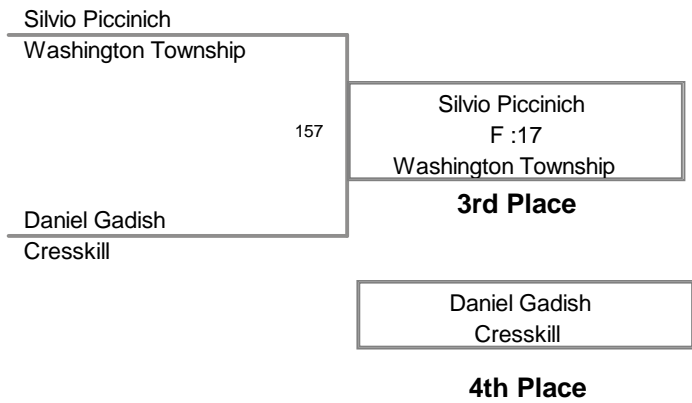 Silvio Piccinich
Washington Township
157
Silvio Piccinich
F :17
Washington Township
3rd Place
Daniel Gadish
Cresskill
Daniel Gadish
Cresskill
4th Place